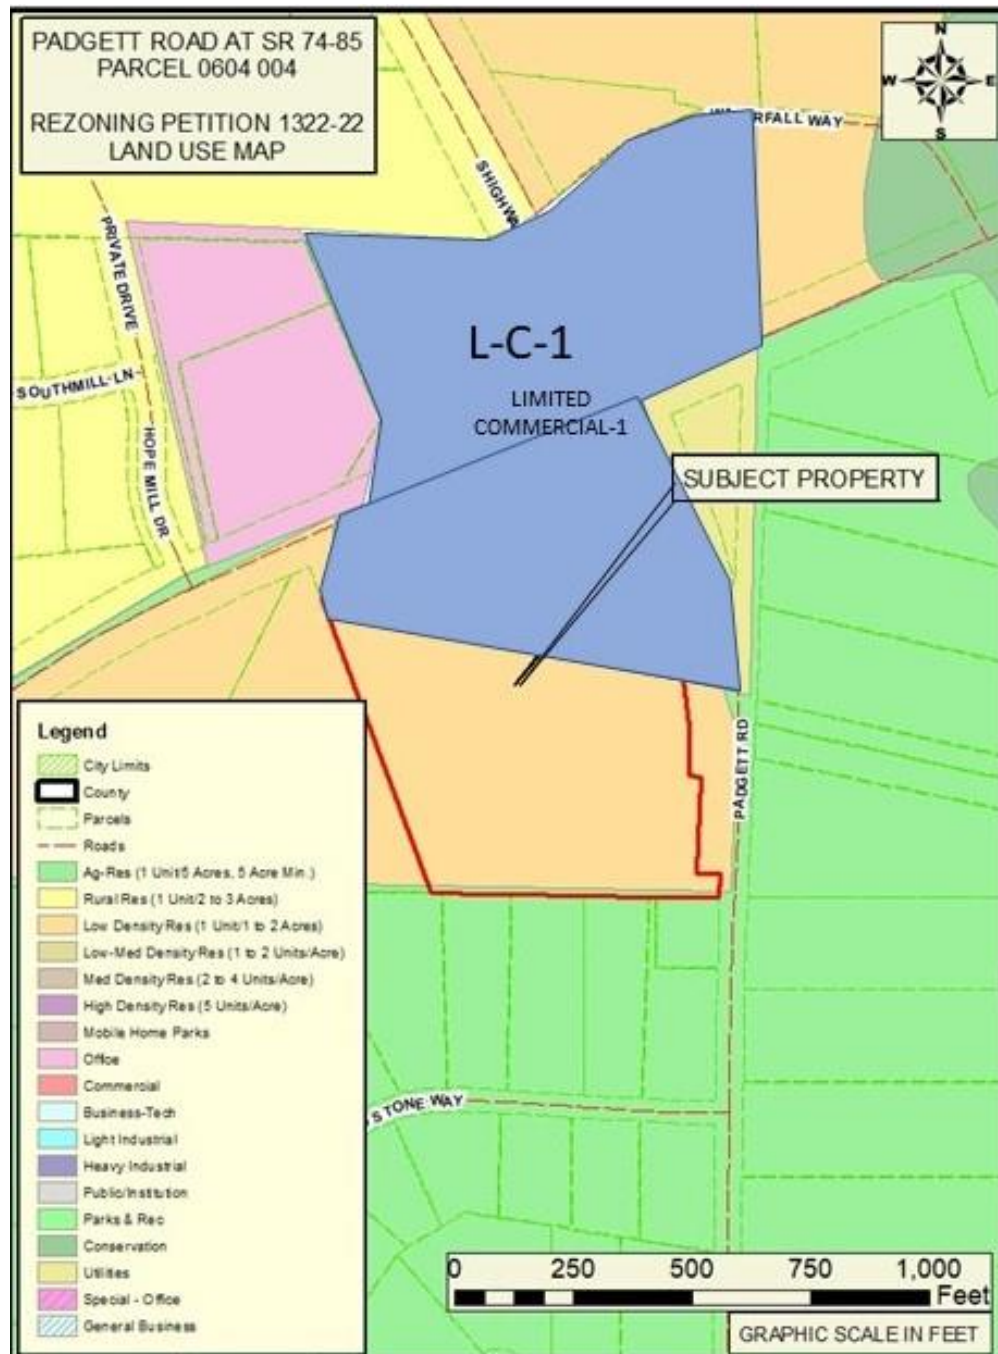 PADGETT ROAD AT SR 74-85
PARCEL 0604 004
REZONING PETITION 1322-22
LAND USE MAP
N
W E
S
RFALL WAY
SHIGHWA
PRIVATE DRIVE
SOUTHMILL LN
HOPE MILL DR
L-C-1
LIMITED
COMMERCIAL-1
SUBJECT PROPERTY
PADGETT RD
STONE WAY
Legend
City Limits
County
Parcels
Roads
Ag-Res (1 Unit/5 Acres, 5 Acre Min.)
Rural Res (1 Unit/2 to 3 Acres)
Low Density Res (1 Unit/1 to 2 Acres)
Low-Med Density Res (1 to 2 Units/Acre)
Med Density Res (2 to 4 Units/Acre)
High Density Res (5 Units/Acre)
Mobile Home Parks
Office
Commercial
Business-Tech
Light Industrial
Heavy Industrial
Public/Institution
Parks & Rec
Conservation
Utilities
Special - Office
General Business
0 250 500 750 1,000
Feet
GRAPHIC SCALE IN FEET